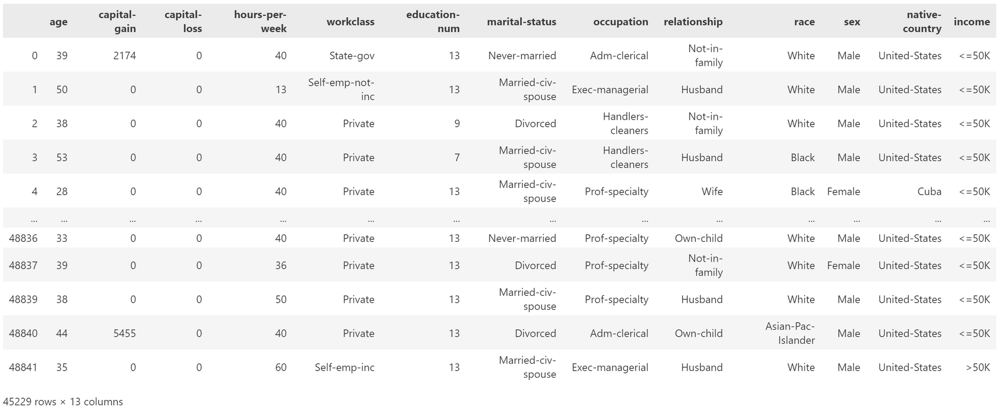 age capital-gain capital-loss hours-per-week workclass education-num marital-status occupation relationship race sex native-country income
0 39 2174 0 40 State-gov 13 Never-married Adm-clerical Not-in-family White Male United-States <=50K
1 50 0 0 13 Self-emp-not-inc 13 Married-civ-spouse Exec-managerial Husband White Male United-States <=50K
2 38 0 0 40 Private 9 Divorced Handlers-cleaners Not-in-family White Male United-States <=50K
3 53 0 0 40 Private 7 Married-civ-spouse Handlers-cleaners Husband Black Male United-States <=50K
4 28 0 0 40 Private 13 Married-civ-spouse Prof-specialty Wife Black Female Cuba <=50K
... ... ... ... ... ... ... ... ... ... ... ... ... ...
48836 33 0 0 40 Private 13 Never-married Prof-specialty Own-child White Male United-States <=50K
48837 39 0 0 36 Private 13 Divorced Prof-specialty Not-in-family White Female United-States <=50K
48839 38 0 0 50 Private 13 Married-civ-spouse Prof-specialty Husband White Male United-States <=50K
48840 44 5455 0 40 Private 13 Divorced Adm-clerical Own-child Asian-Pac-Islander Male United-States <=50K
48841 35 0 0 60 Self-emp-inc 13 Married-civ-spouse Exec-managerial Husband White Male United-States >50K
45229 rows × 13 columns